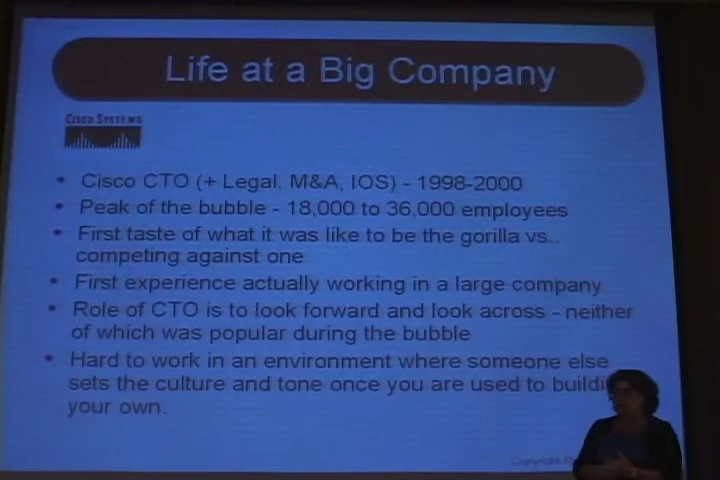 Life at a Big Company
CISCO SYSTEMS
• Cisco CTO (+ Legal, M&A, IOS) - 1998-2000
• Peak of the bubble - 18,000 to 36,000 employees
• First taste of what it was like to be the gorilla vs..
competing against one
• First experience actually working in a large company
• Role of CTO is to look forward and look across - neither
of which was popular during the bubble
• Hard to work in an environment where someone else
sets the culture and tone once you are used to buildin
your own.
Copyright